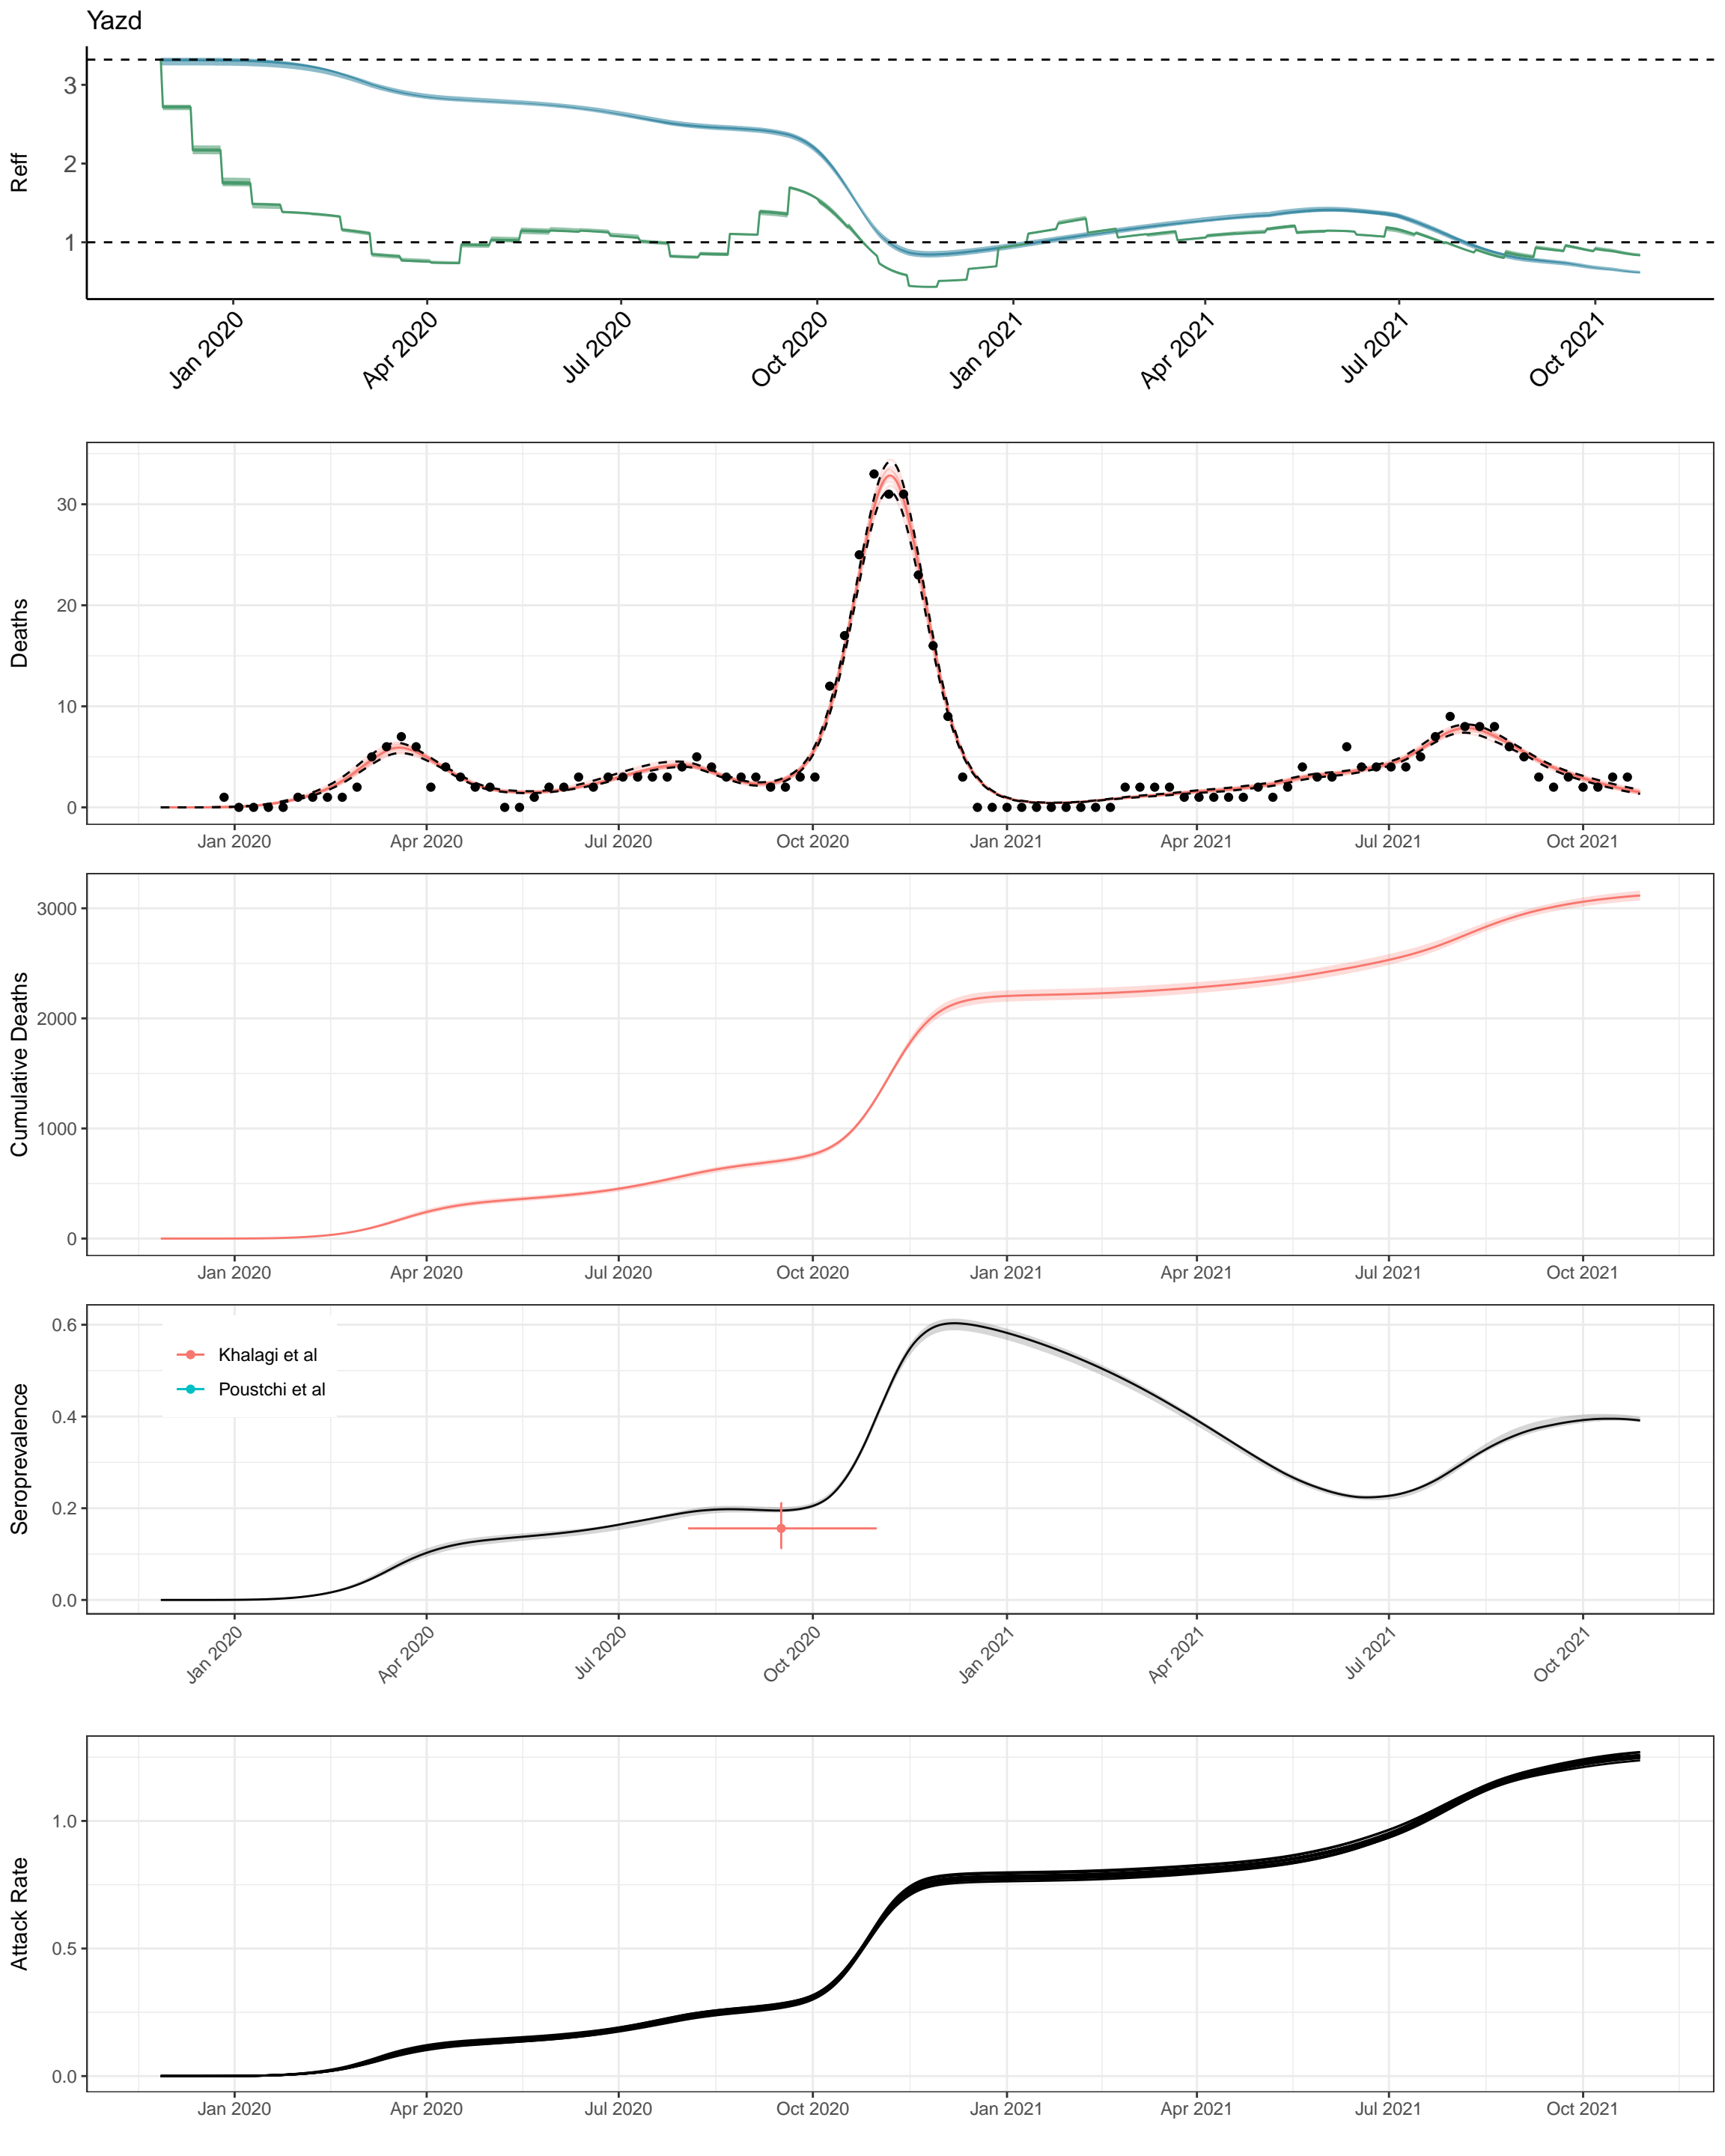 Yazd
Reff
3
2
1
Jan 2020 Apr 2020 Jul 2020 Oct 2020 Jan 2021 Apr 2021 Jul 2021 Oct 2021
Deaths
30
20
10
0
Jan 2020 Apr 2020 Jul 2020 Oct 2020 Jan 2021 Apr 2021 Jul 2021 Oct 2021
Cumulative Deaths
3000
2000
1000
0
Jan 2020 Apr 2020 Jul 2020 Oct 2020 Jan 2021 Apr 2021 Jul 2021 Oct 2021
Seroprevalence
0.6
0.4
0.2
0.0
Khalagi et al
Poustchi et al
Jan 2020 Apr 2020 Jul 2020 Oct 2020 Jan 2021 Apr 2021 Jul 2021 Oct 2021
Attack Rate
1.0
0.5
0.0
Jan 2020 Apr 2020 Jul 2020 Oct 2020 Jan 2021 Apr 2021 Jul 2021 Oct 2021